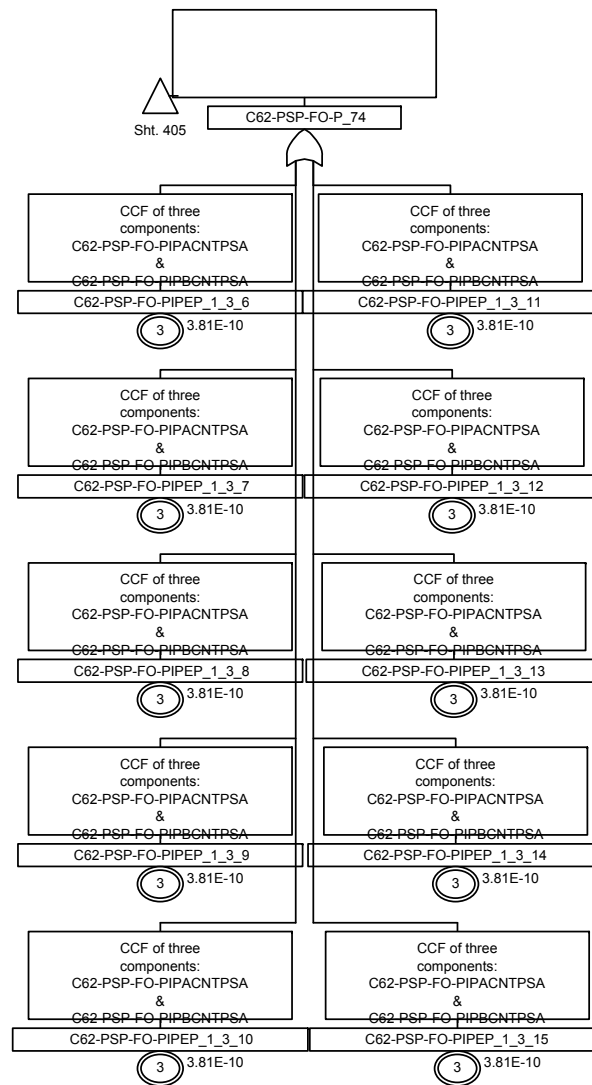 Sht. 405
C62-PSP-FO-P_74
CCF of three
components:
C62-PSP-FO-PIPACNTPSA
&
C62-PSP-FO-PIPBCNTPSA
C62-PSP-FO-PIPEP_1_3_6
3
3.81E-10
CCF of three
components:
C62-PSP-FO-PIPACNTPSA
&
C62-PSP-FO-PIPBCNTPSA
C62-PSP-FO-PIPEP_1_3_11
3
3.81E-10
CCF of three
components:
C62-PSP-FO-PIPACNTPSA
&
C62-PSP-FO-PIPBCNTPSA
C62-PSP-FO-PIPEP_1_3_7
3
3.81E-10
CCF of three
components:
C62-PSP-FO-PIPACNTPSA
&
C62-PSP-FO-PIPBCNTPSA
C62-PSP-FO-PIPEP_1_3_12
3
3.81E-10
CCF of three
components:
C62-PSP-FO-PIPACNTPSA
&
C62-PSP-FO-PIPBCNTPSA
C62-PSP-FO-PIPEP_1_3_8
3
3.81E-10
CCF of three
components:
C62-PSP-FO-PIPACNTPSA
&
C62-PSP-FO-PIPBCNTPSA
C62-PSP-FO-PIPEP_1_3_13
3
3.81E-10
CCF of three
components:
C62-PSP-FO-PIPACNTPSA
&
C62-PSP-FO-PIPBCNTPSA
C62-PSP-FO-PIPEP_1_3_9
3
3.81E-10
CCF of three
components:
C62-PSP-FO-PIPACNTPSA
&
C62-PSP-FO-PIPBCNTPSA
C62-PSP-FO-PIPEP_1_3_14
3
3.81E-10
CCF of three
components:
C62-PSP-FO-PIPACNTPSA
&
C62-PSP-FO-PIPBCNTPSA
C62-PSP-FO-PIPEP_1_3_10
3
3.81E-10
CCF of three
components:
C62-PSP-FO-PIPACNTPSA
&
C62-PSP-FO-PIPBCNTPSA
C62-PSP-FO-PIPEP_1_3_15
3
3.81E-10